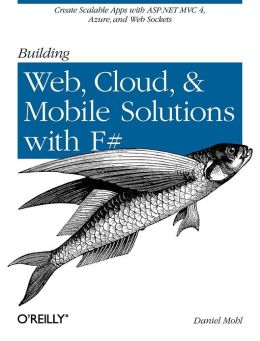 Create Scalable Apps with ASP.NET MVC 4,
Azure, and Web Sockets
Building
Web, Cloud, &
Mobile Solutions
with F#
O'REILLY®
Daniel Mohl